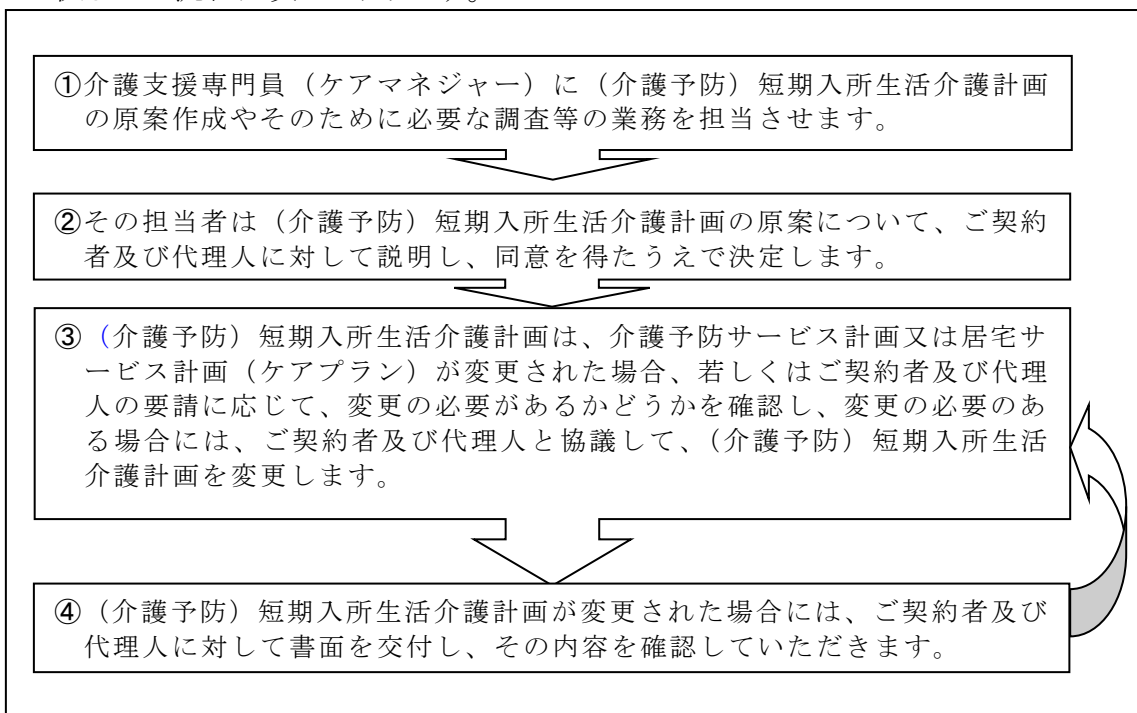 ①介護支援専門員（ケアマネジャー）に（介護予防）短期入所生活介護計画
の原案作成やそのために必要な調査等の業務を担当させます。
②その担当者は（介護予防）短期入所生活介護計画の原案について、ご契約
者及び代理人に対して説明し、同意を得たうえで決定します。
③（介護予防）短期入所生活介護計画は、介護予防サービス計画又は居宅サ
ービス計画（ケアプラン）が変更された場合、若しくはご契約者及び代理
人の要請に応じて、変更の必要があるかどうかを確認し、変更の必要のあ
る場合には、ご契約者及び代理人と協議して、（介護予防）短期入所生活
介護計画を変更します。
④（介護予防）短期入所生活介護計画が変更された場合には、ご契約者及び
代理人に対して書面を交付し、その内容を確認していただきます。